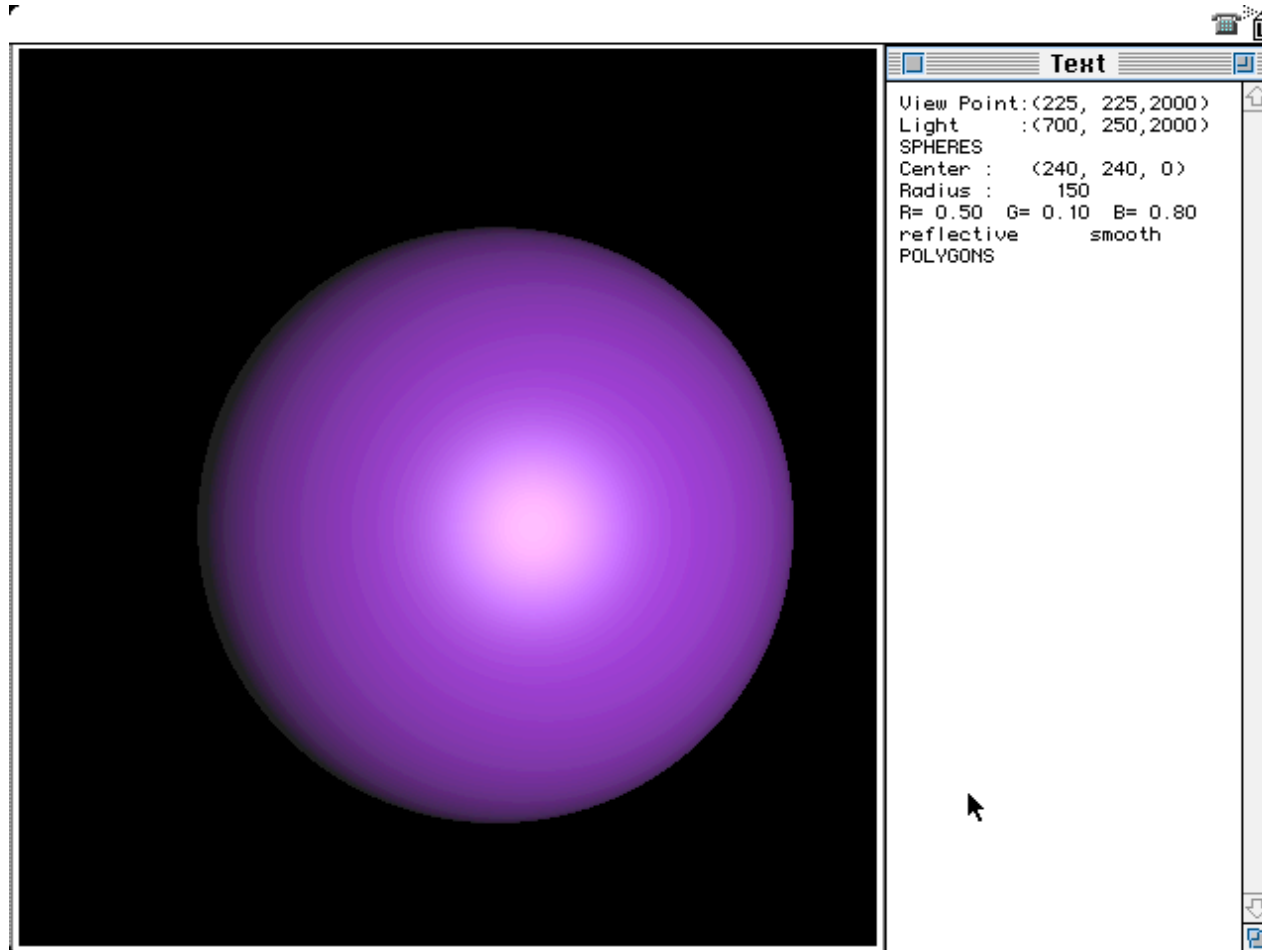 Text
View Point:(225, 225,2000)
Light     :(700, 250,2000)
SPHERES
Center :   (240, 240, 0)
Radius :     150
R= 0.50  G= 0.10  B= 0.80
reflective      smooth
POLYGONS